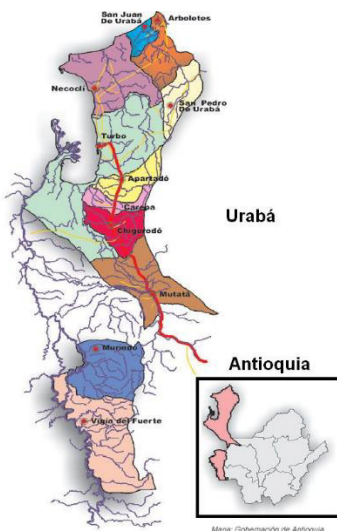 San Juan
De Urabá
Arboletes
Necoclí
San Pedro
De Urabá
Turbo
Apartadó
Carepa
Chigorodó
Urabá
Mutatá
Murindó
Antioquia
Vigía del Fuerte
Mapa: Gobernación de Antioquia